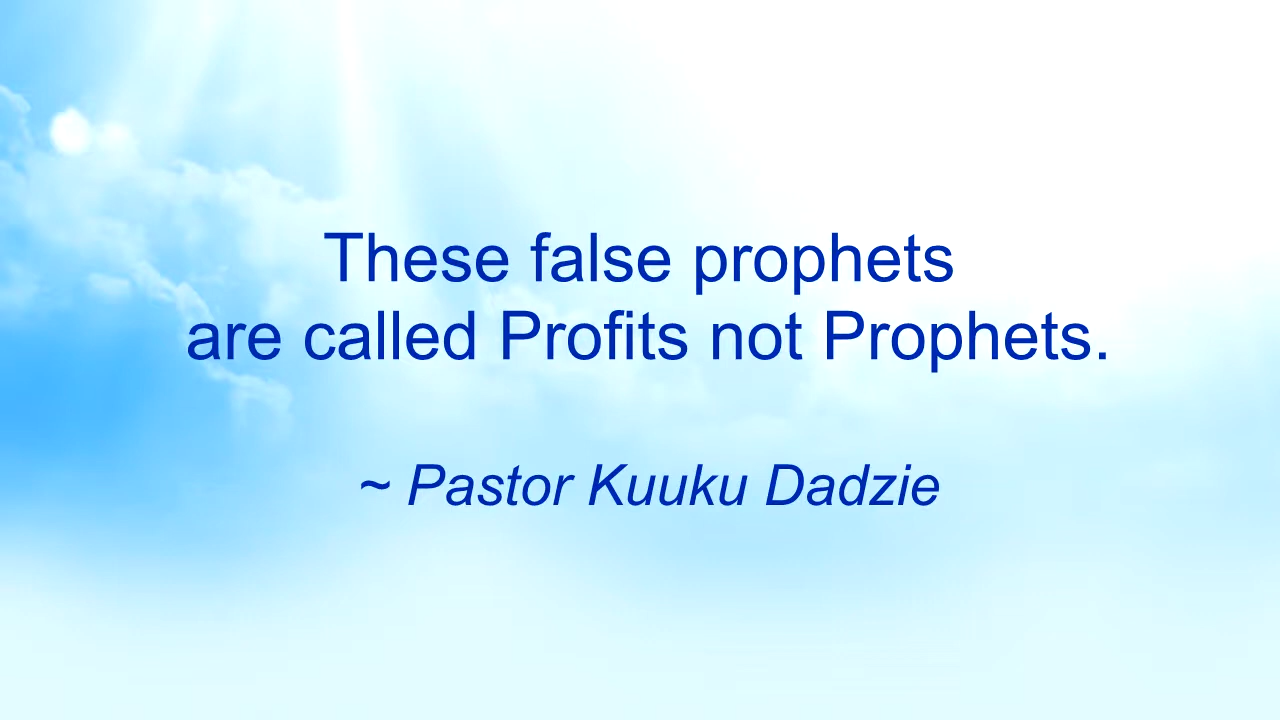 These false prophets
are called Profits not Prophets.
~ Pastor Kuuku Dadzie